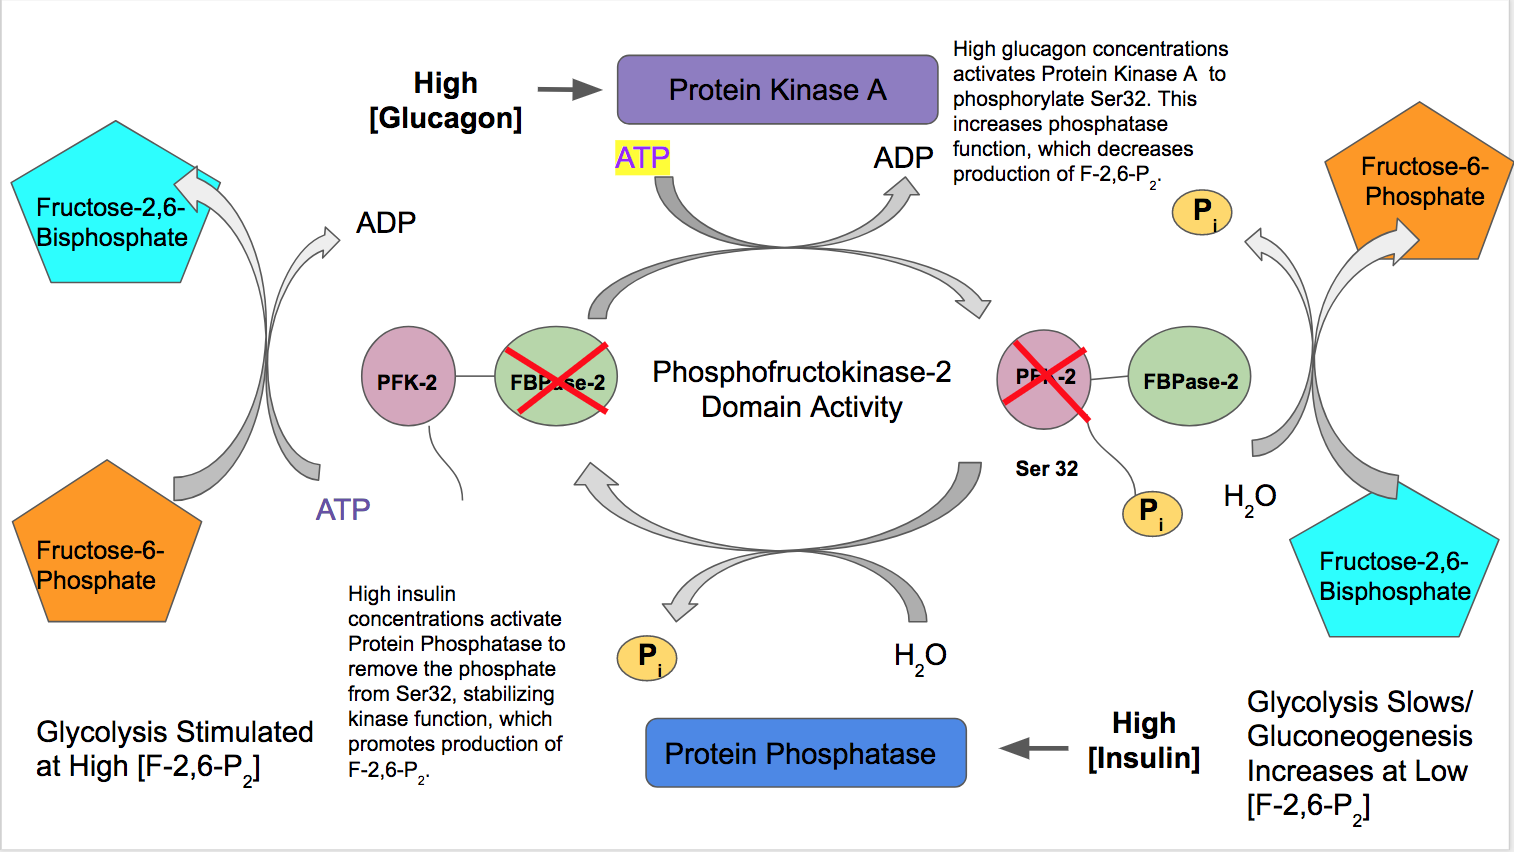 High
[Glucagon]
Protein Kinase A
High glucagon concentrations
activates Protein Kinase A to
phosphorylate Ser32. This
increases phosphatase
function, which decreases
production of F-2,6-P2.
ATP
ADP
Fructose-2,6-
Bisphosphate
ADP
Pi
Fructose-6-
Phosphate
PFK-2
FBPase-2
Phosphofructokinase-2
Domain Activity
PFK-2
FBPase-2
Ser 32
Pi
H2O
ATP
Fructose-6-
Phosphate
Fructose-2,6-
Bisphosphate
High insulin
concentrations activate
Protein Phosphatase to
remove the phosphate
from Ser32, stabilizing
kinase function, which
promotes production of
F-2,6-P2.
Pi
H2O
Glycolysis Stimulated
at High [F-2,6-P2]
Protein Phosphatase
High
[Insulin]
Glycolysis Slows/
Gluconeogenesis
Increases at Low
[F-2,6-P2]